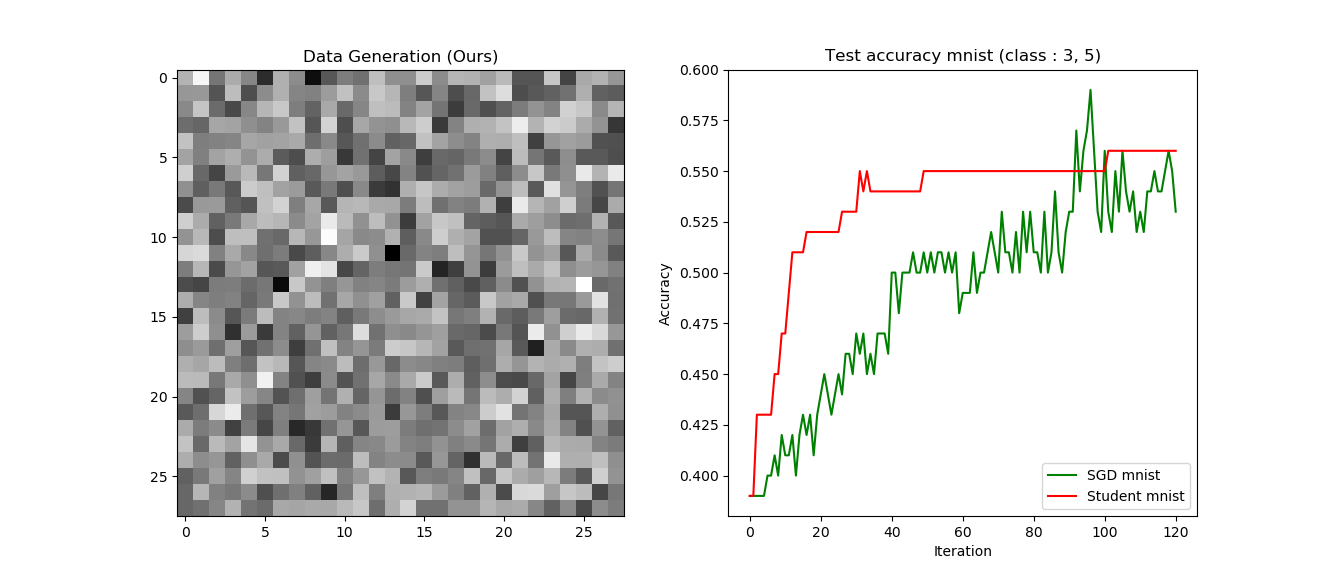 Data Generation (Ours)
0
5
10
15
20
25
0 5 10 15 20 25
Test accuracy mnist (class : 3, 5)
0.600
0.575
0.550
0.525
0.500
0.475
0.450
0.425
0.400
Accuracy
0 20 40 60 80 100 120
Iteration
SGD mnist
Student mnist